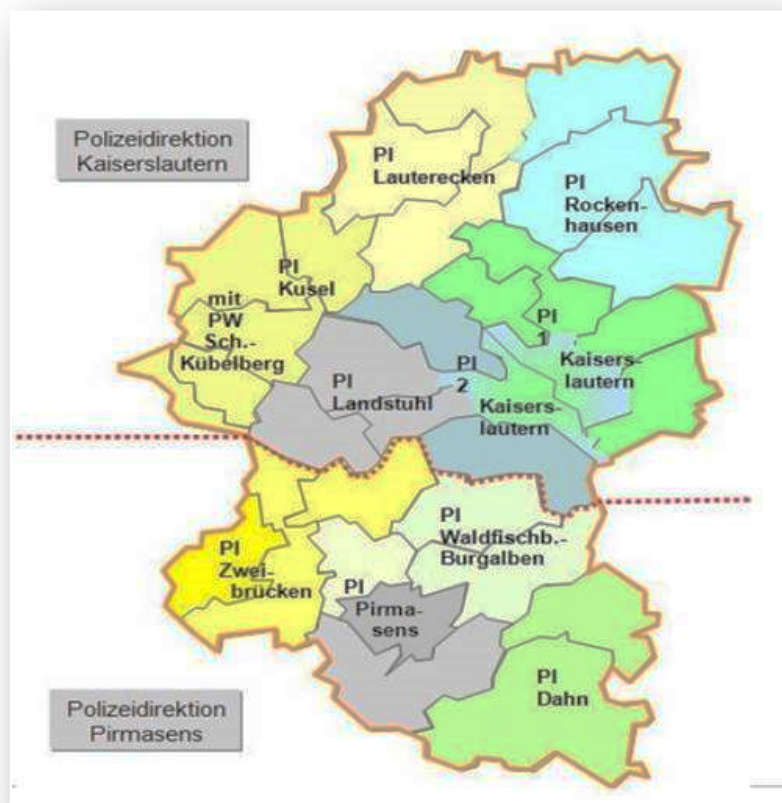 Polizeidirektion
Kaiserslautern
PI
Lauterecken
PI
Rocken-
hausen
PI
Kusel
mit
PW
Sch.-
Kübelberg
PI
1
Kaisers-
lautern
PI
2
Kaisers-
lautern
PI
Landstuhl
PI
Waldfischb.-
Burgalben
PI
Zwei-
brücken
PI
Pirma-
sens
PI
Dahn
Polizeidirektion
Pirmasens